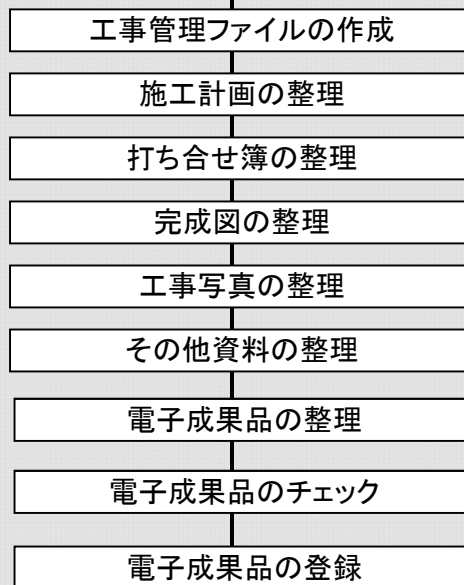 工事管理ファイルの作成
施工計画の整理
打ち合せ簿の整理
完成図の整理
工事写真の整理
その他資料の整理
電子成果品の整理
電子成果品のチェック
電子成果品の登録